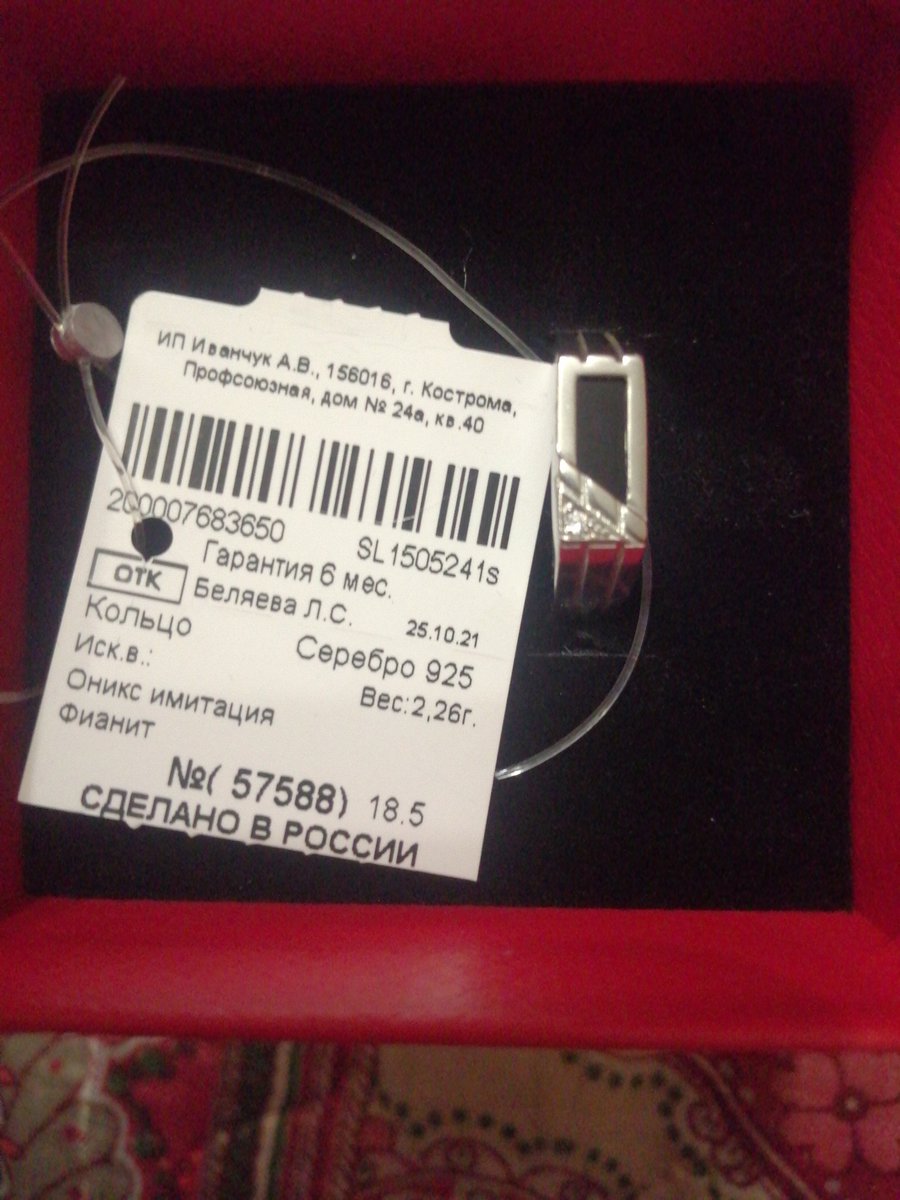 ИП Иванчук А.В., 156016, г. Кострома,
Профсоюзная, дом № 24а, кв.40
200007683650
SL1505241s
Гарантия 6 мес.
ОТК
Беляева Л.С.
25.10.21
Кольцо
Серебро 925
Иск.в.:
Вес:2,26г.
Оникс имитация
Фианит
№( 57588) 18.5
СДЕЛАНО В РОССИИ